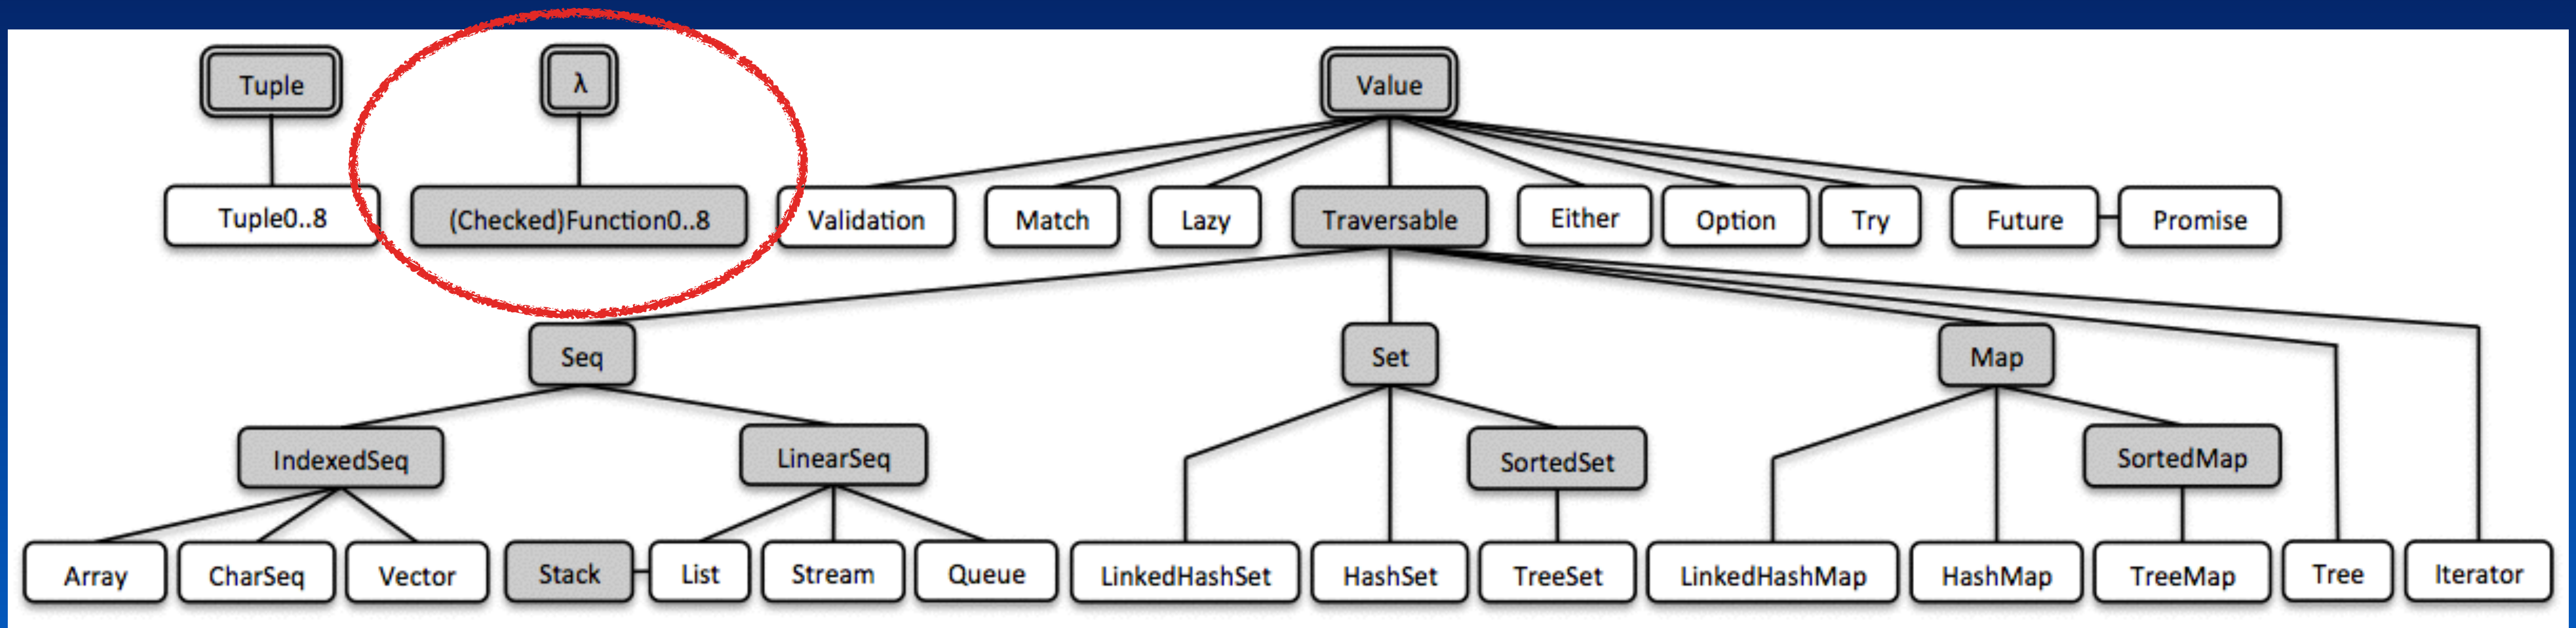 Tuple
λ
Value
Tuple0..8
(Checked)Function0..8
Validation
Match
Lazy
Traversable
Either
Option
Try
Future
Promise
Seq
Set
Map
IndexedSeq
LinearSeq
SortedSet
SortedMap
Array
CharSeq
Vector
Stack
List
Stream
Queue
LinkedHashSet
HashSet
TreeSet
LinkedHashMap
HashMap
TreeMap
Tree
Iterator